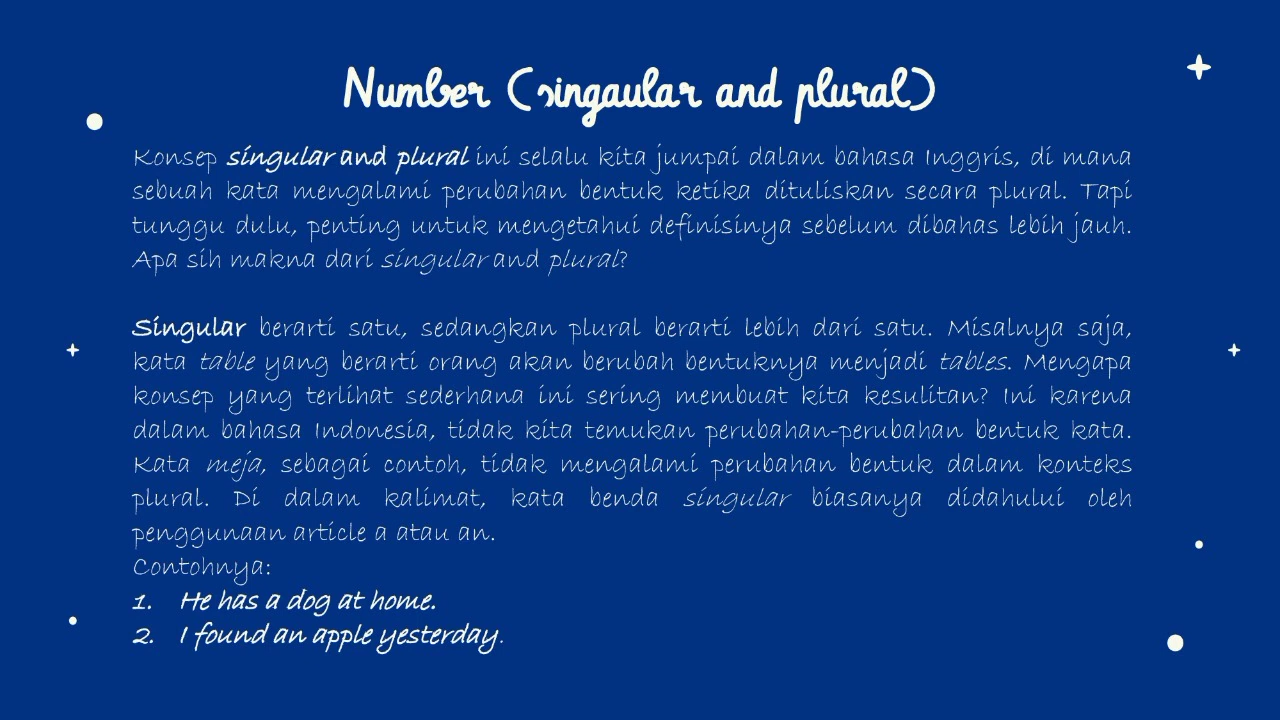 Number (singaular and plural)
Konsep singular and plural ini selalu kita jumpai dalam bahasa Inggris, di mana
sebuah kata mengalami perubahan bentuk ketika dituliskan secara plural. Tapi
tunggu dulu, penting untuk mengetahui definisinya sebelum dibahas lebih jauh.
Apa sih makna dari singular and plural?
Singular berarti satu, sedangkan plural berarti lebih dari satu. Misalnya saja,
kata table yang berarti orang akan berubah bentuknya menjadi tables. Mengapa
konsep yang terlihat sederhana ini sering membuat kita kesulitan? Ini karena
dalam bahasa Indonesia, tidak kita temukan perubahan-perubahan bentuk kata.
Kata meja, sebagai contoh, tidak mengalami perubahan bentuk dalam konteks
plural. Di dalam kalimat, kata benda singular biasanya didahului oleh
penggunaan article a atau an.
Contohnya:
1. He has a dog at home.
2. I found an apple yesterday.